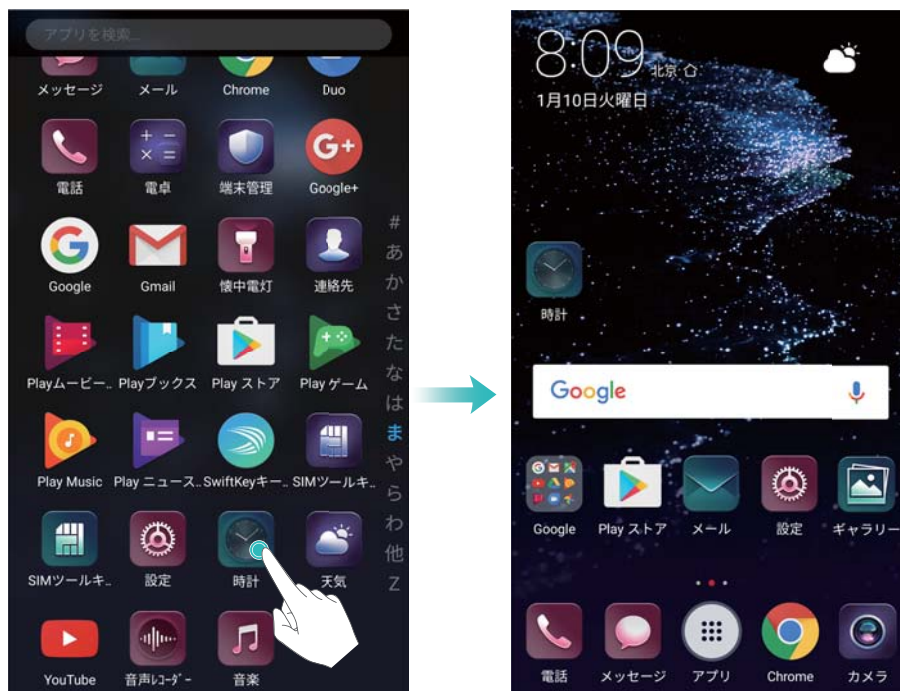 アプリを検索...
メッセージ メール Chrome Duo
電話 電卓 端末管理 Google+
#
あ
Google Gmail 懐中電灯 連絡先
か
さ
た
Playムービー.. Playブックス Play ストア Play ゲーム
な
は
ま
Play Music Play ニュース.. SwiftKeyキー.. SIMツールキ..
や
ら
わ
他
SIMツールキ.. 設定 時計 天気
Z
YouTube 音声ﾚｺｰﾀﾞｰ 音楽
8:09 北京
1月10日火曜日
時計
Google
Google Play ストア メール 設定 ギャラリー
電話 メッセージ アプリ Chrome カメラ